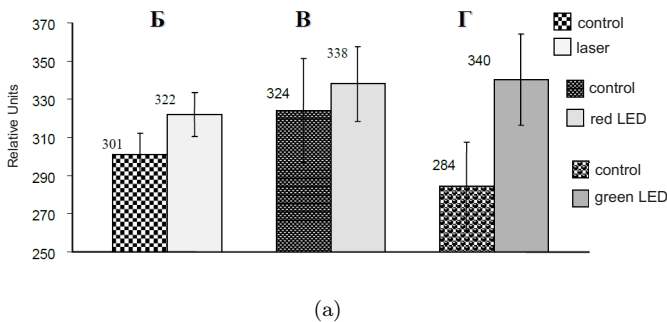 Б В Г
Relative Units
370
350
330
310
290
270
250
301
322
324
338
284
340
control
laser
control
red LED
control
green LED
(a)